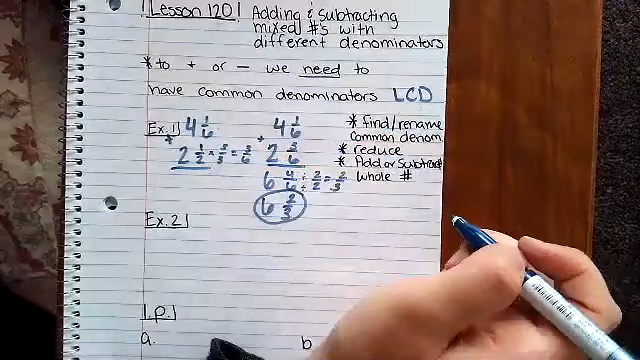 Lesson 120! Adding & subtracting
mixed #'s with
different denominators
*to + or - we need to
have common denominators LCD
Ex. 1 4 1/6
+ 2 1/2 × 3/3 = 3/6
4 1/6
+ 2 3/6
6 4/6 ÷ 2/2 = 2/3
6 2/3
* find/rename
common denom
* reduce
* Add or subtract
whole #
Ex. 2
l.p.
a. b